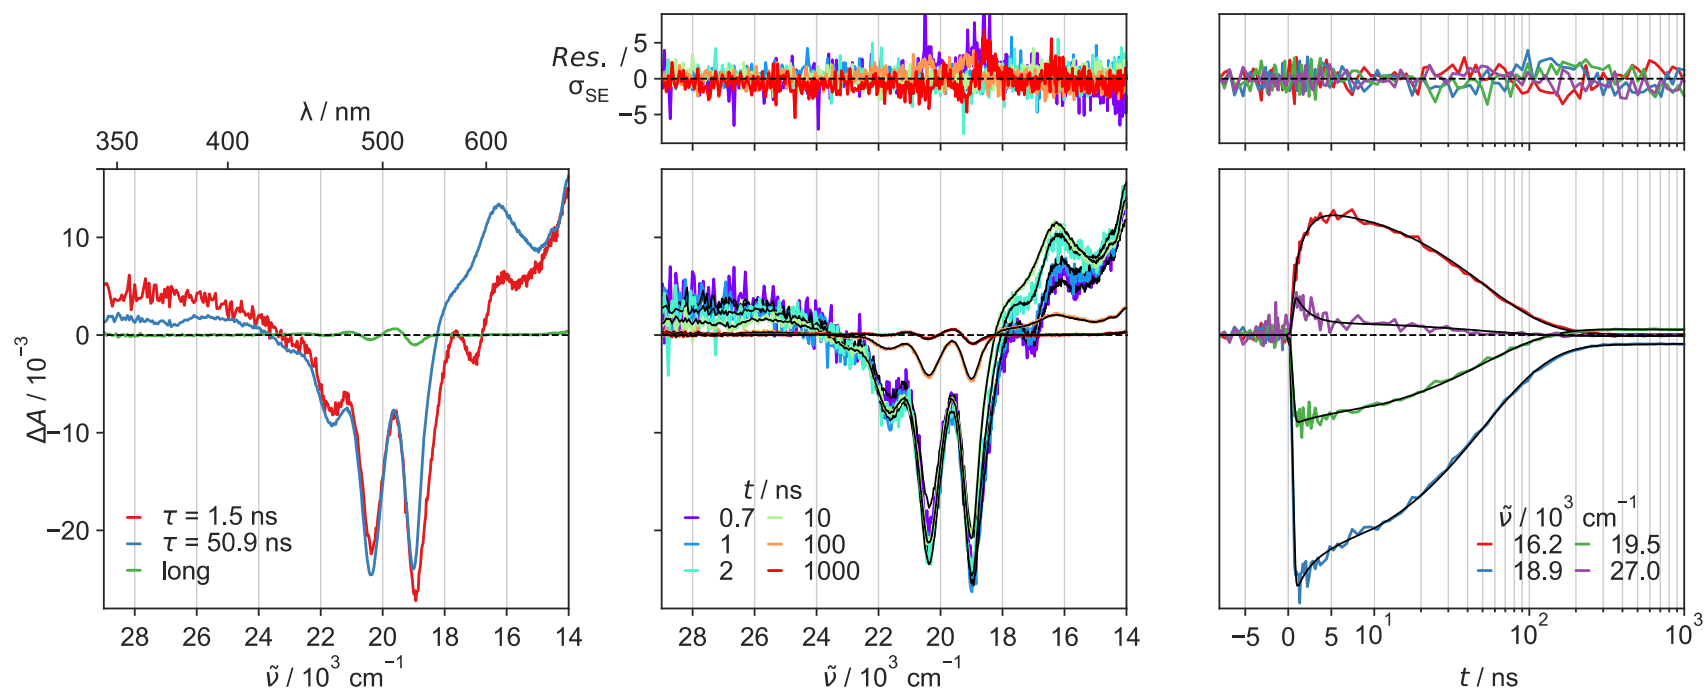 λ / nm
350 400 500 600
10
0
−10
−20
ΔA / 10⁻³
τ = 1.5 ns
τ = 50.9 ns
long
29 28 26 24 22 20 18 16 14
ν̃ / 10³ cm⁻¹
Res. /
σSE
5
0
−5
t / ns
0.7 10
1 100
2 1000
29 28 26 24 22 20 18 16 14
ν̃ / 10³ cm⁻¹
ν̃ / 10³ cm⁻¹
16.2 19.5
18.9 27.0
−5 0 5 10¹ 10² 10³
t / ns